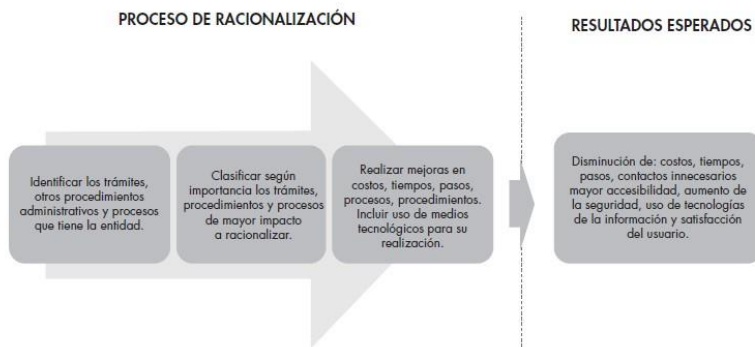 PROCESO DE RACIONALIZACIÓN
RESULTADOS ESPERADOS
Identificar los trámites,
otros procedimientos
administrativos y procesos
que tiene la entidad.
Clasificar según
importancia los trámites,
procedimientos y procesos
de mayor impacto
a racionalizar.
Realizar mejoras en
costos, tiempos, pasos,
procesos, procedimientos.
Incluir uso de medios
tecnológicos para su
realización.
Disminución de: costos, tiempos,
pasos, contactos innecesarios
mayor accesibilidad, aumento de
la seguridad, uso de tecnologías
de la información y satisfacción
del usuario.